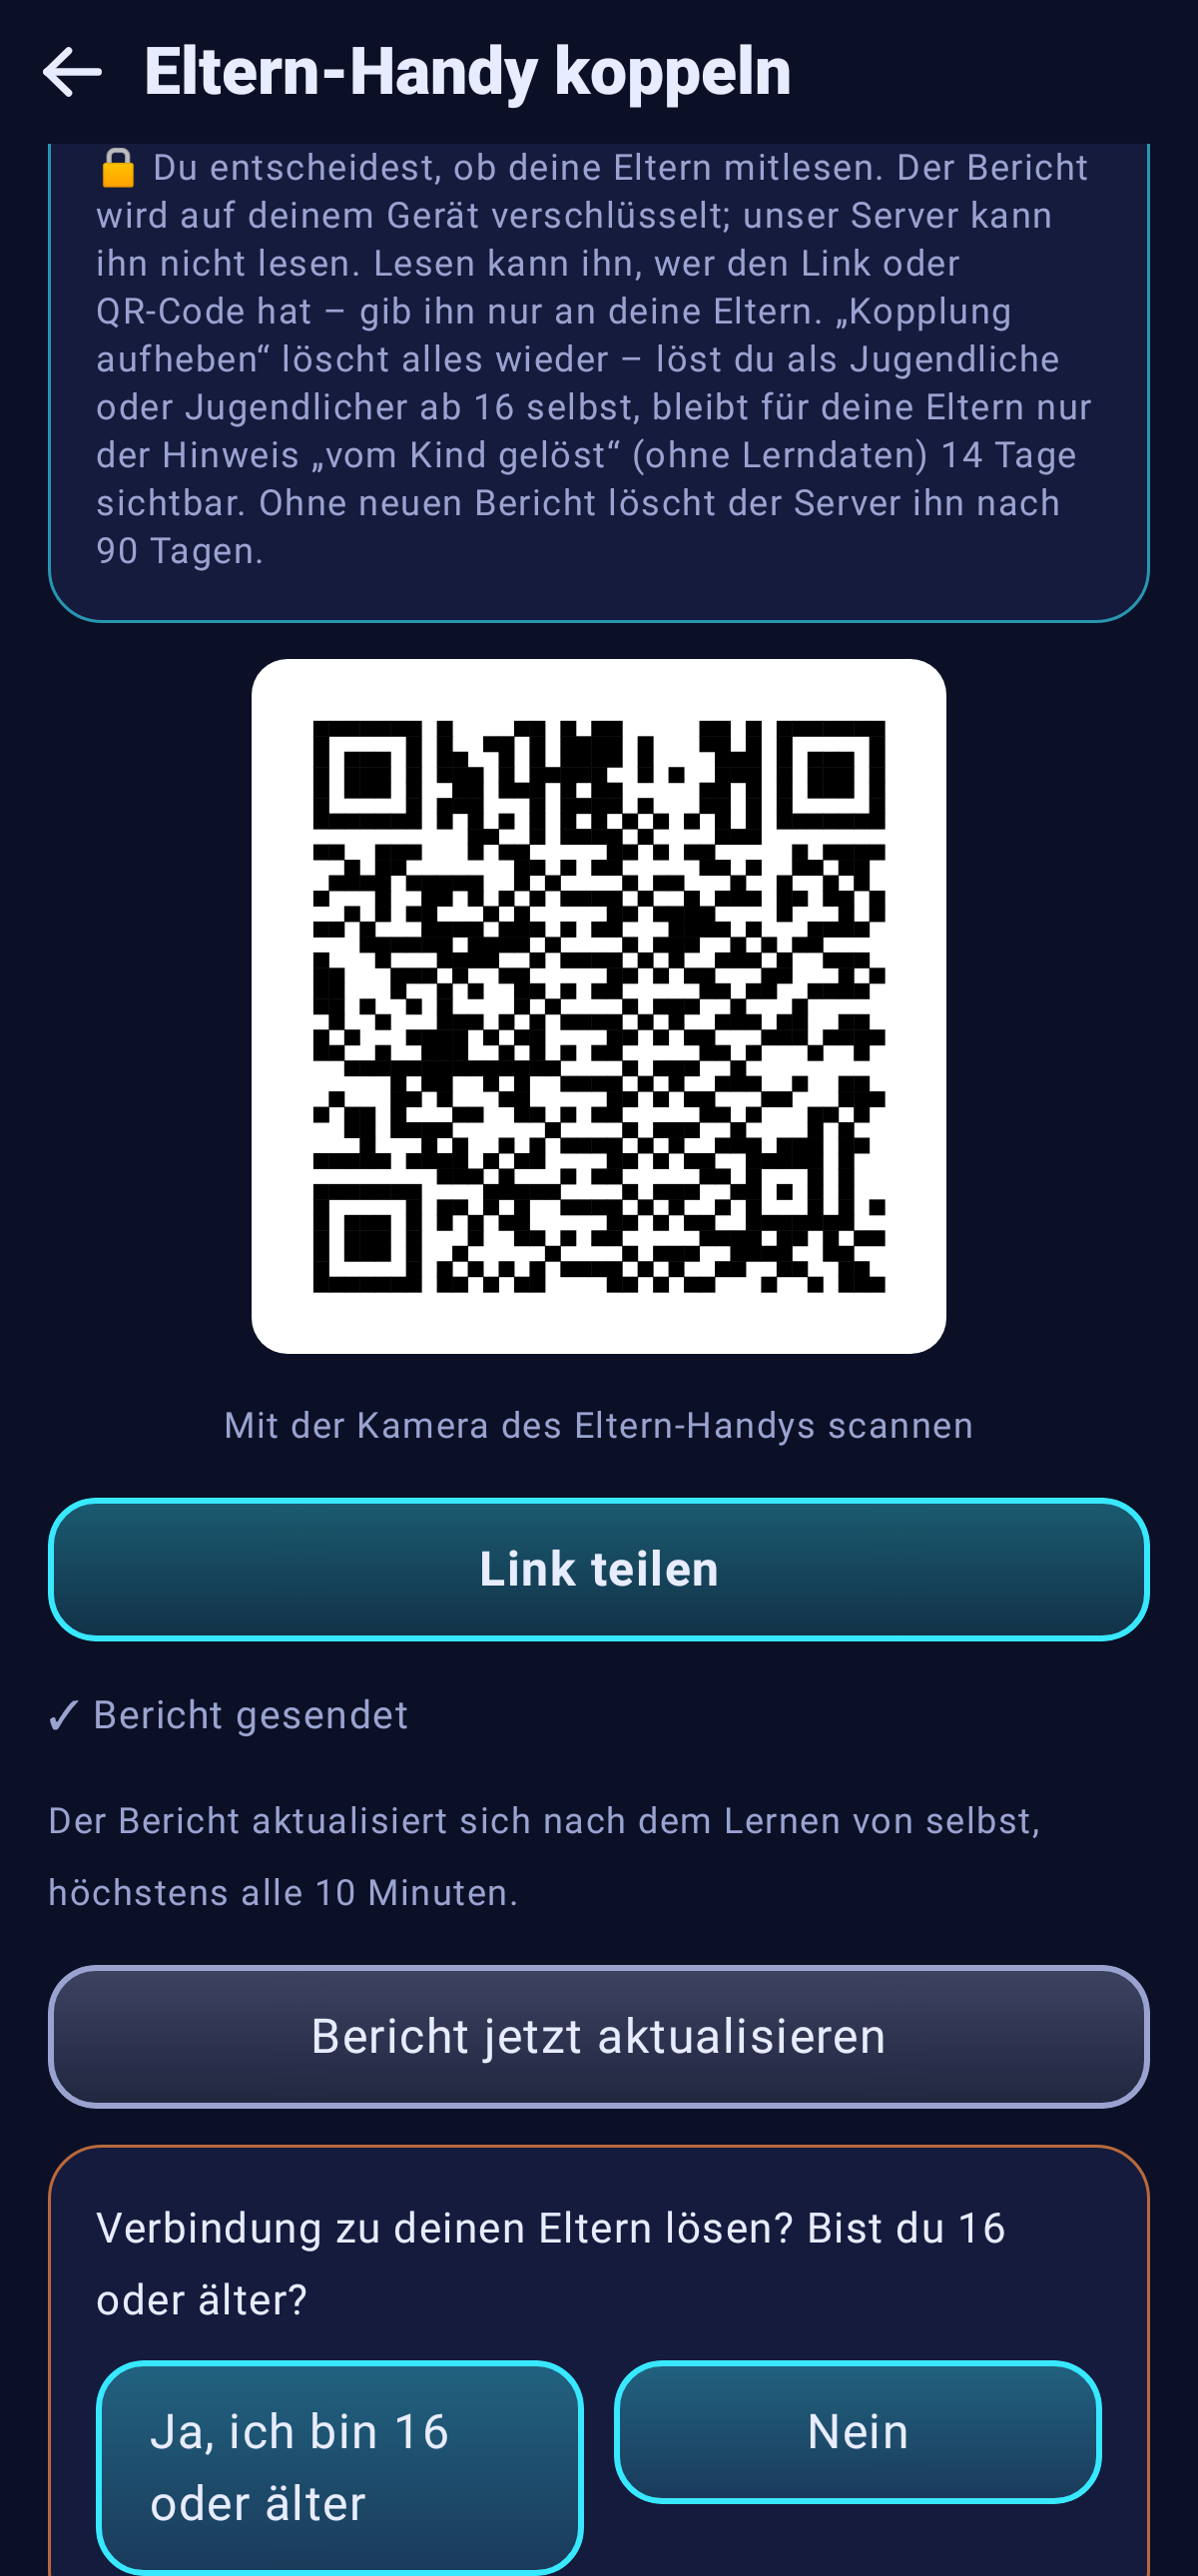 Eltern-Handy koppeln
🔒 Du entscheidest, ob deine Eltern mitlesen. Der Bericht
wird auf deinem Gerät verschlüsselt; unser Server kann
ihn nicht lesen. Lesen kann ihn, wer den Link oder
QR-Code hat – gib ihn nur an deine Eltern. „Kopplung
aufheben“ löscht alles wieder – löst du als Jugendliche
oder Jugendlicher ab 16 selbst, bleibt für deine Eltern nur
der Hinweis „vom Kind gelöst“ (ohne Lerndaten) 14 Tage
sichtbar. Ohne neuen Bericht löscht der Server ihn nach
90 Tagen.
Mit der Kamera des Eltern-Handys scannen
Link teilen
✓ Bericht gesendet
Der Bericht aktualisiert sich nach dem Lernen von selbst,
höchstens alle 10 Minuten.
Bericht jetzt aktualisieren
Verbindung zu deinen Eltern lösen? Bist du 16
oder älter?
Ja, ich bin 16
oder älter
Nein